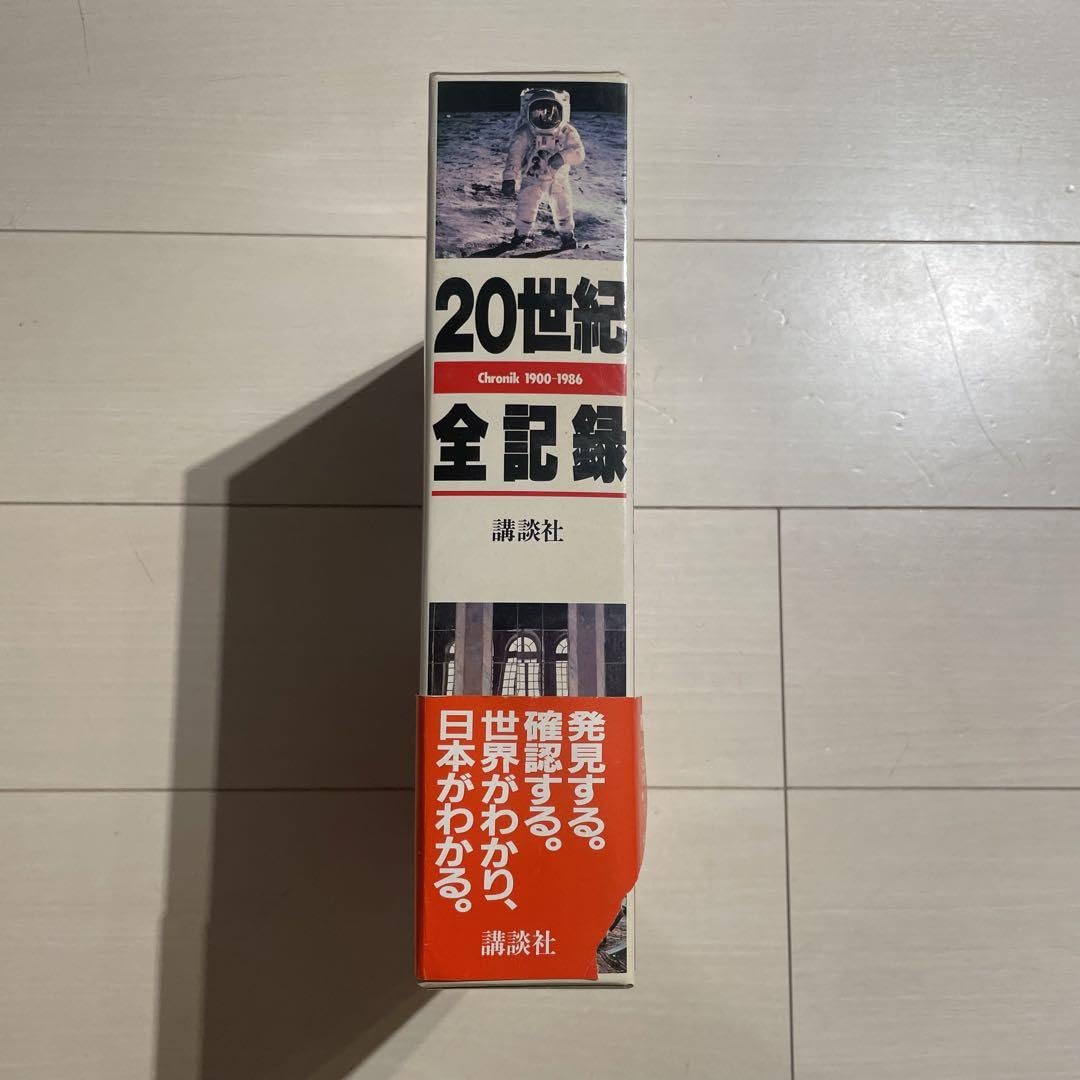 20世紀
Chronik 1900-1986
全記録
講談社
発見する。
確認する。
世界がわかり、
日本がわかる。
講談社